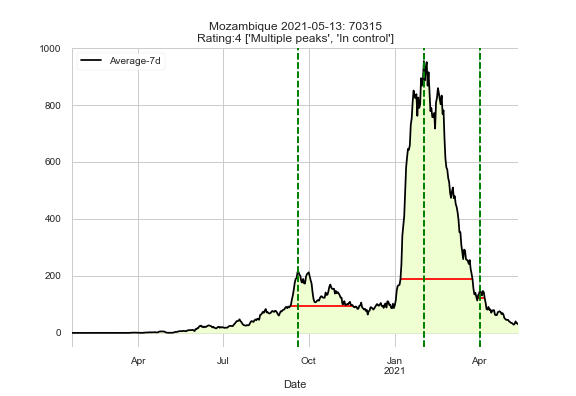 Mozambique 2021-05-13: 70315
Rating:4 ['Multiple peaks', 'In control']
1000
Average-7d
800
600
400
200
0
Apr
Jul
Oct
Jan
2021
Apr
Date